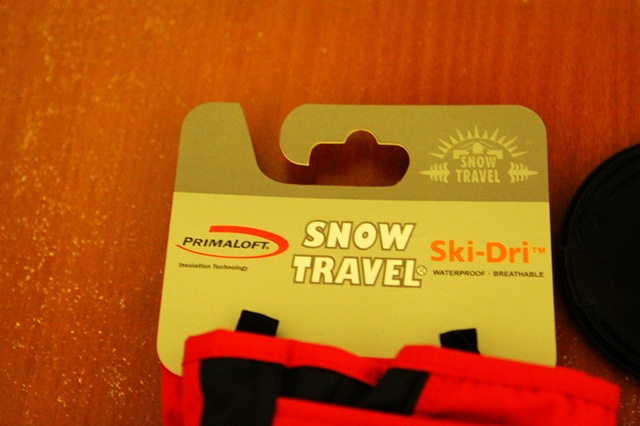 SNOW
TRAVEL
®
PRIMALOFT®
Insulation Technology
SNOW
TRAVEL®
Ski-Dri™
WATERPROOF · BREATHABLE